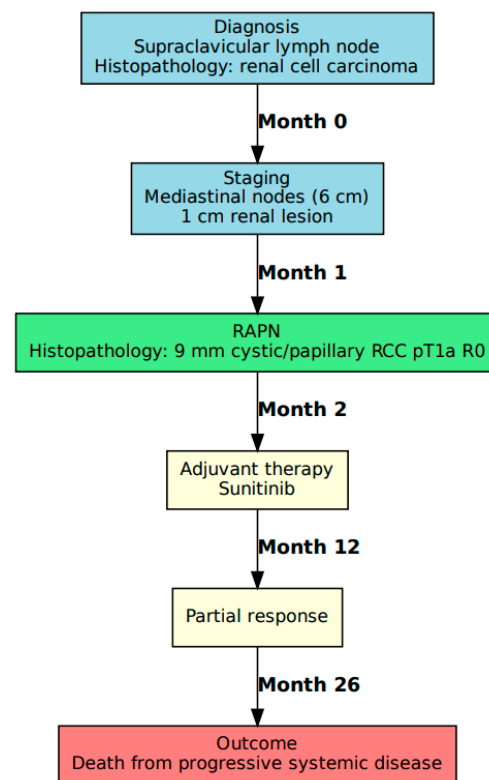 Diagnosis
Supraclavicular lymph node
Histopathology: renal cell carcinoma
Month 0
Staging
Mediastinal nodes (6 cm)
1 cm renal lesion
Month 1
RAPN
Histopathology: 9 mm cystic/papillary RCC pT1a R0
Month 2
Adjuvant therapy
Sunitinib
Month 12
Partial response
Month 26
Outcome
Death from progressive systemic disease